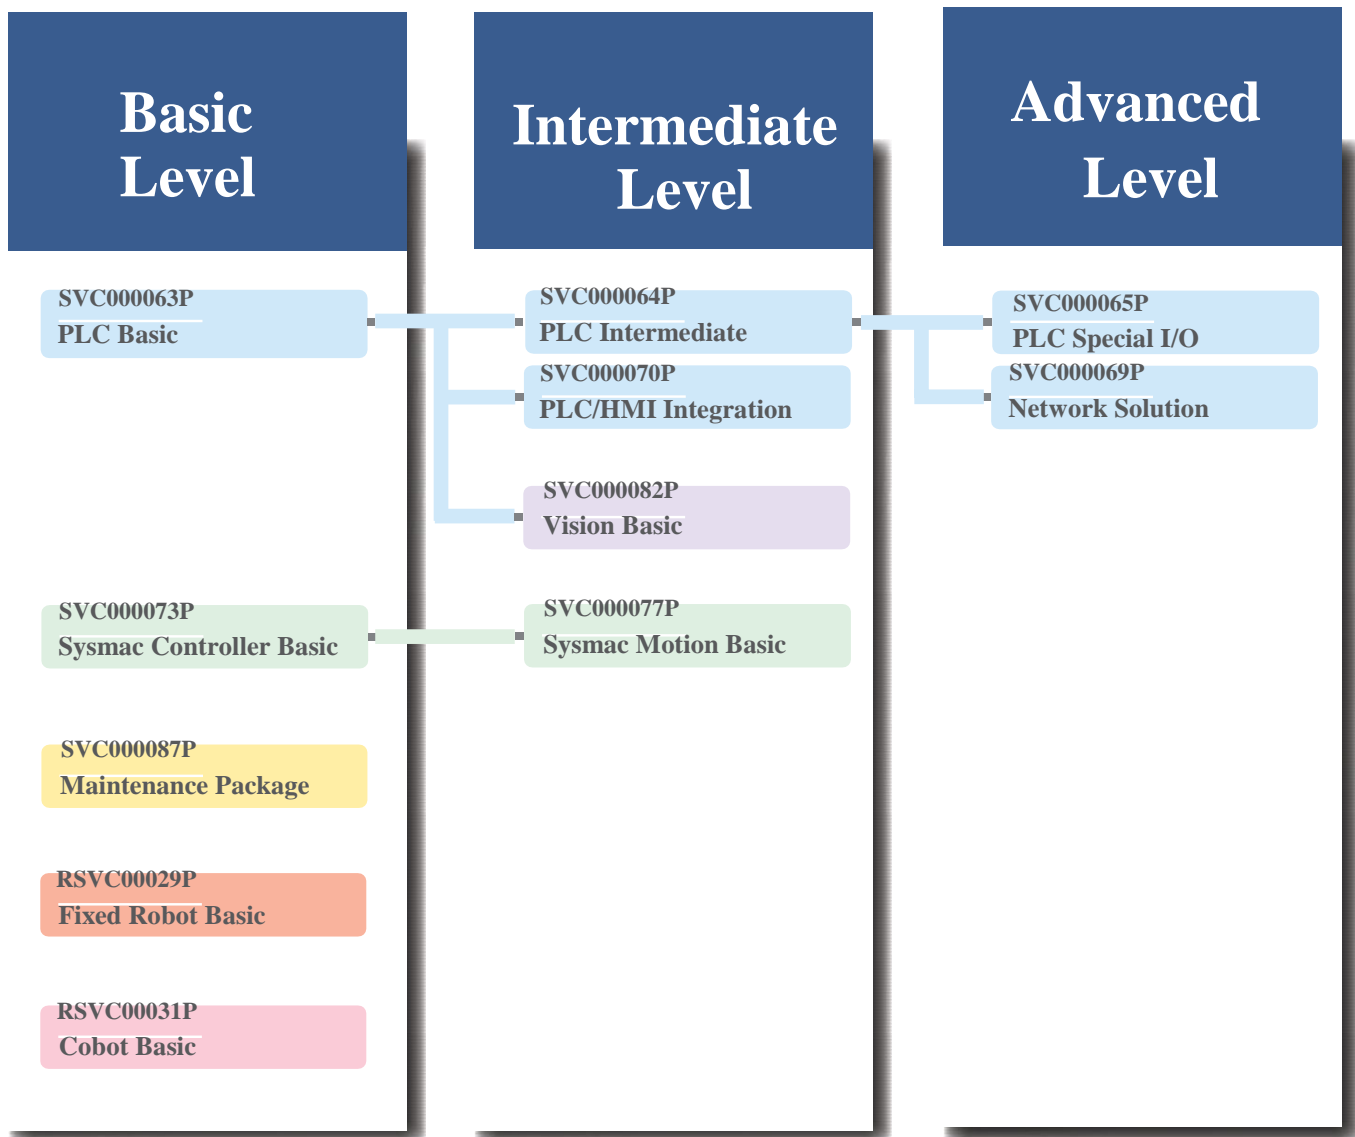 Basic
Level
SVC000063P
PLC Basic
SVC000073P
Sysmac Controller Basic
SVC000087P
Maintenance Package
RSVC00029P
Fixed Robot Basic
RSVC00031P
Cobot Basic
Intermediate
Level
SVC000064P
PLC Intermediate
SVC000070P
PLC/HMI Integration
SVC000082P
Vision Basic
SVC000077P
Sysmac Motion Basic
Advanced
Level
SVC000065P
PLC Special I/O
SVC000069P
Network Solution